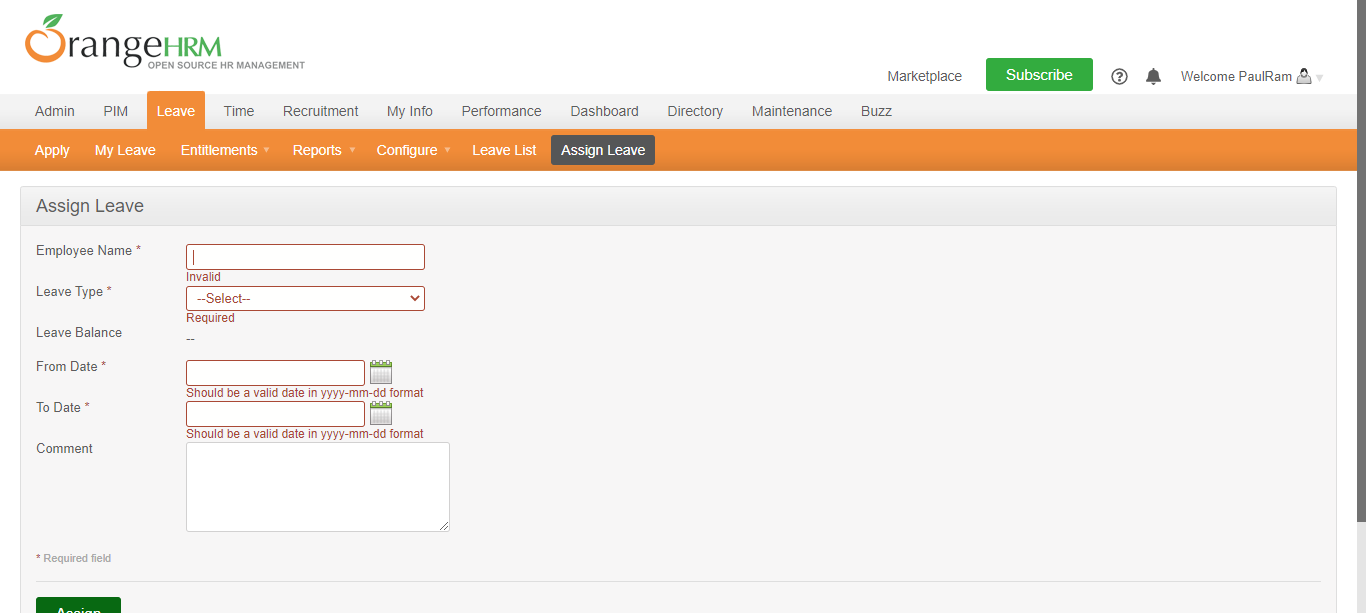 OrangeHRM
OPEN SOURCE HR MANAGEMENT
Marketplace Subscribe ? Welcome PaulRam
Admin PIM Leave Time Recruitment My Info Performance Dashboard Directory Maintenance Buzz
Apply My Leave Entitlements Reports Configure Leave List Assign Leave
Assign Leave
Employee Name *
Invalid
Leave Type * --Select--
Required
Leave Balance --
From Date *
Should be a valid date in yyyy-mm-dd format
To Date *
Should be a valid date in yyyy-mm-dd format
Comment
* Required field
Assign